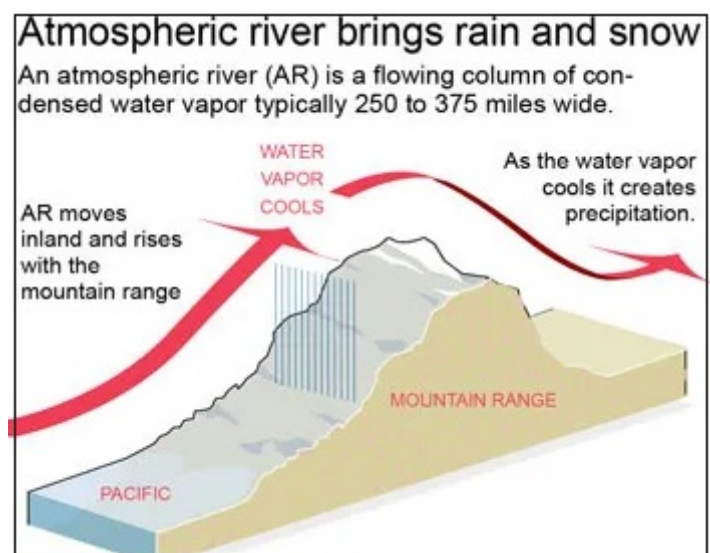 Atmospheric river brings rain and snow
An atmospheric river (AR) is a flowing column of con-
densed water vapor typically 250 to 375 miles wide.
WATER
VAPOR
COOLS
As the water vapor
cools it creates
precipitation.
AR moves
inland and rises
with the
mountain range
MOUNTAIN RANGE
PACIFIC